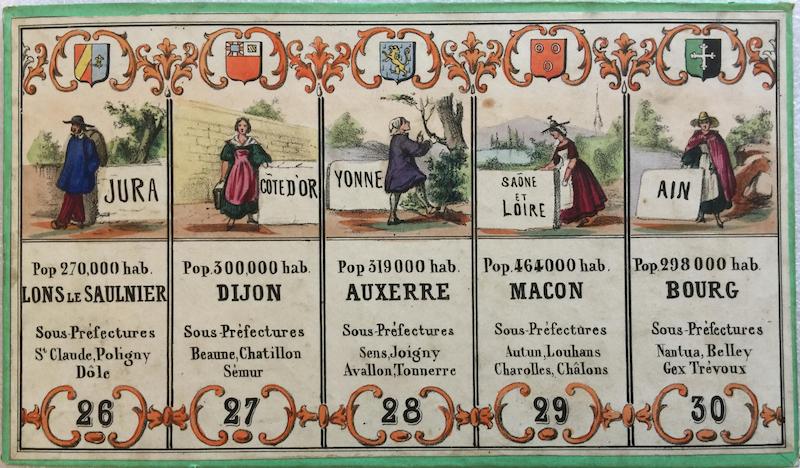 JURA
Pop 270,000 hab.
LONS LE SAULNIER
Sous-Préfectures
St Claude, Poligny
Dôle
26
CÔTE D'OR
Pop. 300,000 hab.
DIJON
Sous-Préfectures
Beaune, Chatillon
Sémur
27
YONNE
Pop 319000 hab.
AUXERRE
Sous-Préfectures
Sens, Joigny
Avallon, Tonnerre
28
SAÔNE
ET
LOIRE
Pop. 464000 hab.
MACON
Sous-Préfectures
Autun, Louhans
Charolles, Châlons
29
AIN
Pop. 298000 hab.
BOURG
Sous-Préfectures
Nantua, Belley
Gex Trévoux
30